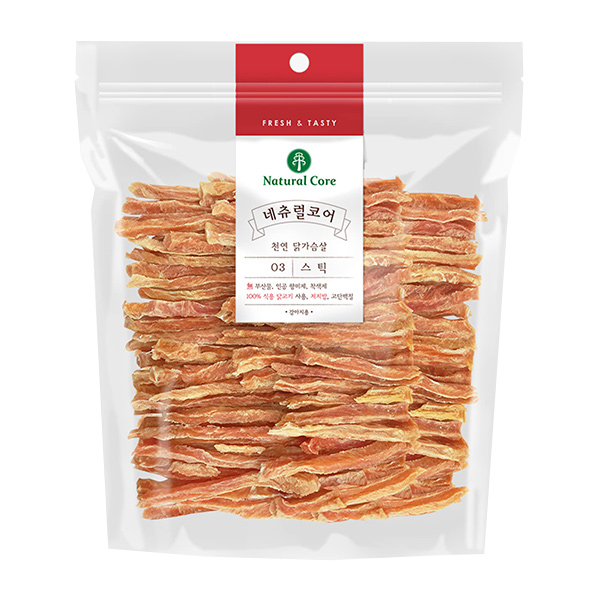 FRESH & TASTY
Natural Core
네츄럴코어
천연 닭가슴살
03 스틱
無 부산물, 인공 향미제, 착색제
100% 식용 닭고기 사용, 저지방, 고단백질
• 강아지용 •